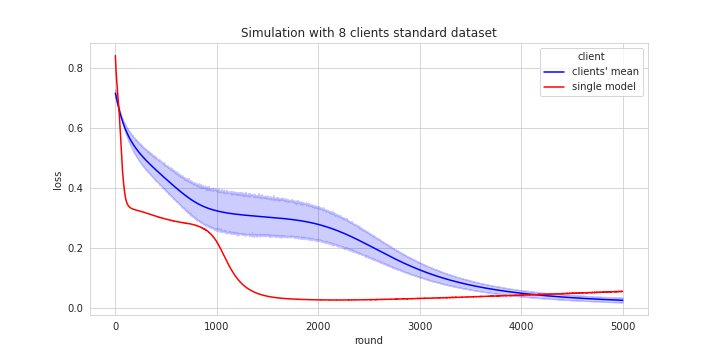 Simulation with 8 clients standard dataset
client
clients' mean
single model
loss
0.8
0.6
0.4
0.2
0.0
0
1000
2000
3000
4000
5000
round